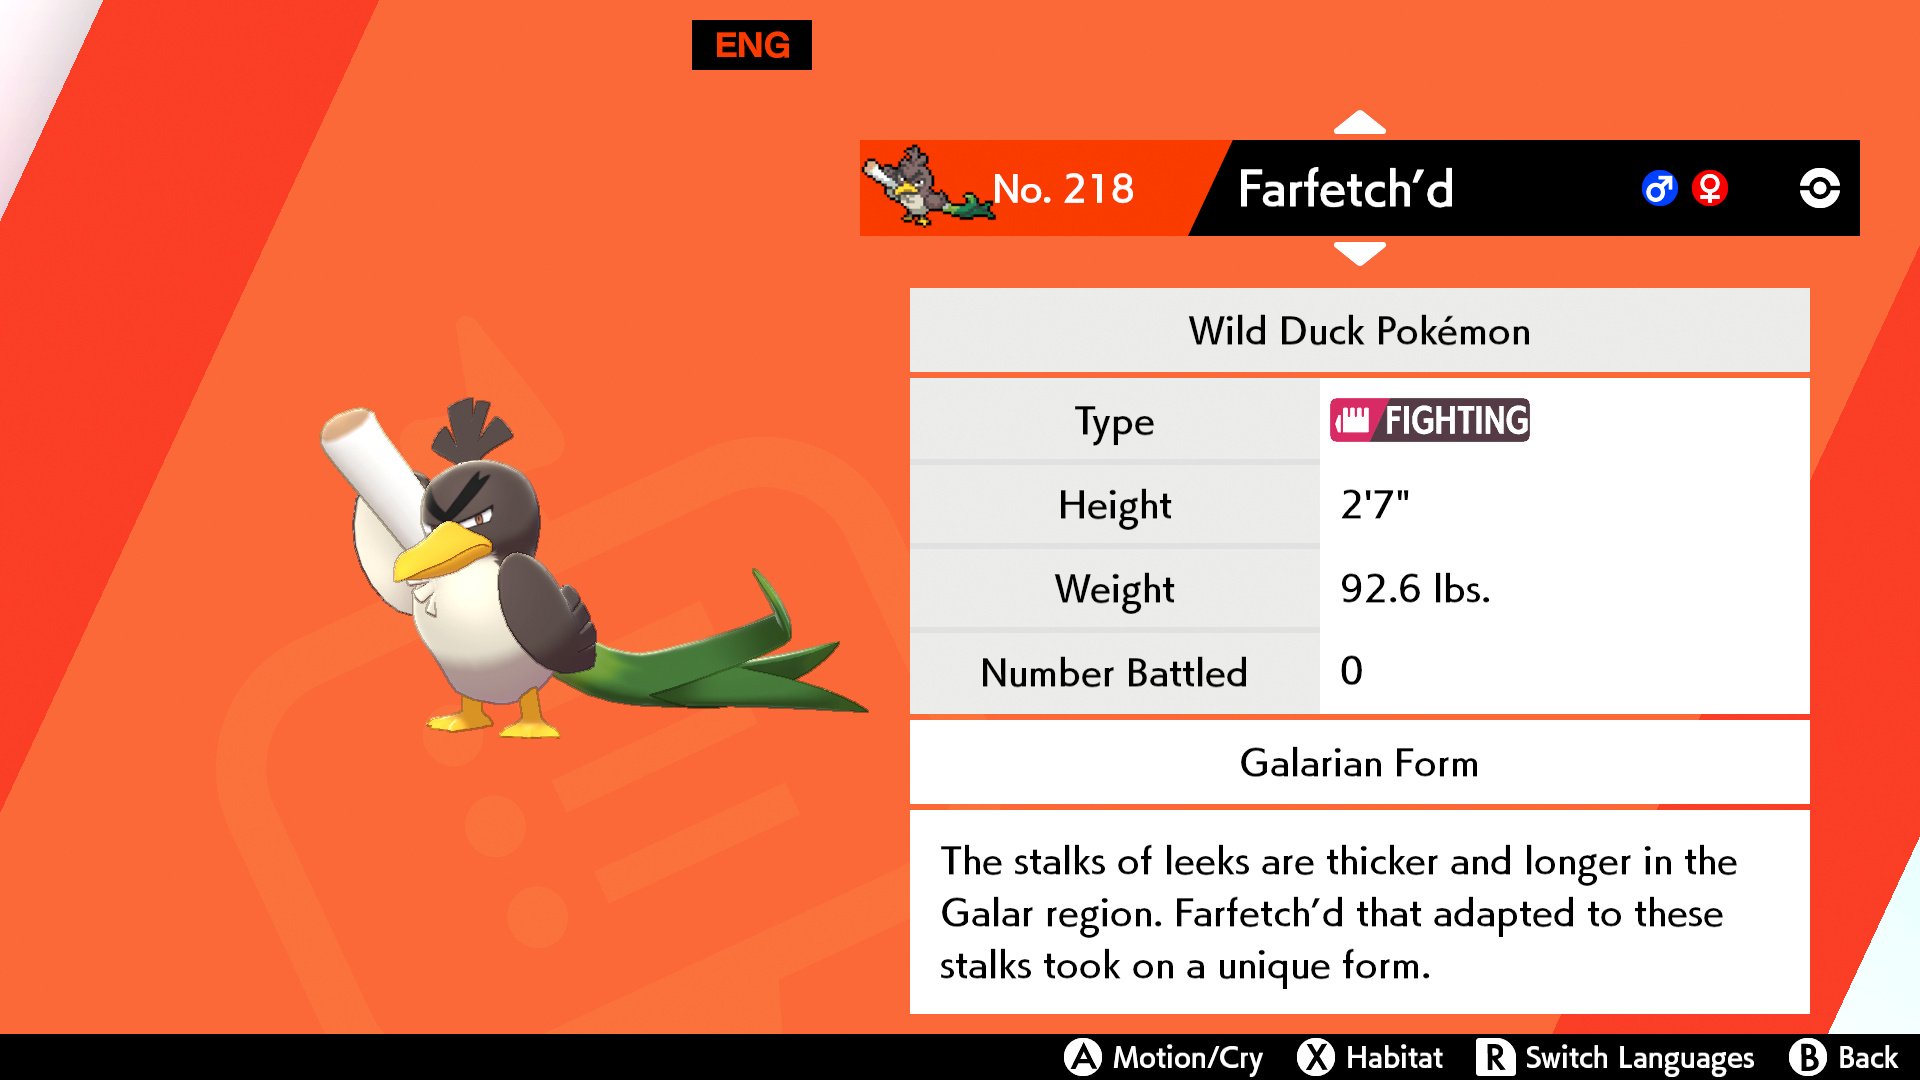 ENG
No. 218 Farfetch'd ♂ ♀
Wild Duck Pokémon
Type FIGHTING
Height 2'7"
Weight 92.6 lbs.
Number Battled 0
Galarian Form
The stalks of leeks are thicker and longer in the
Galar region. Farfetch'd that adapted to these
stalks took on a unique form.
A Motion/Cry X Habitat R Switch Languages B Back